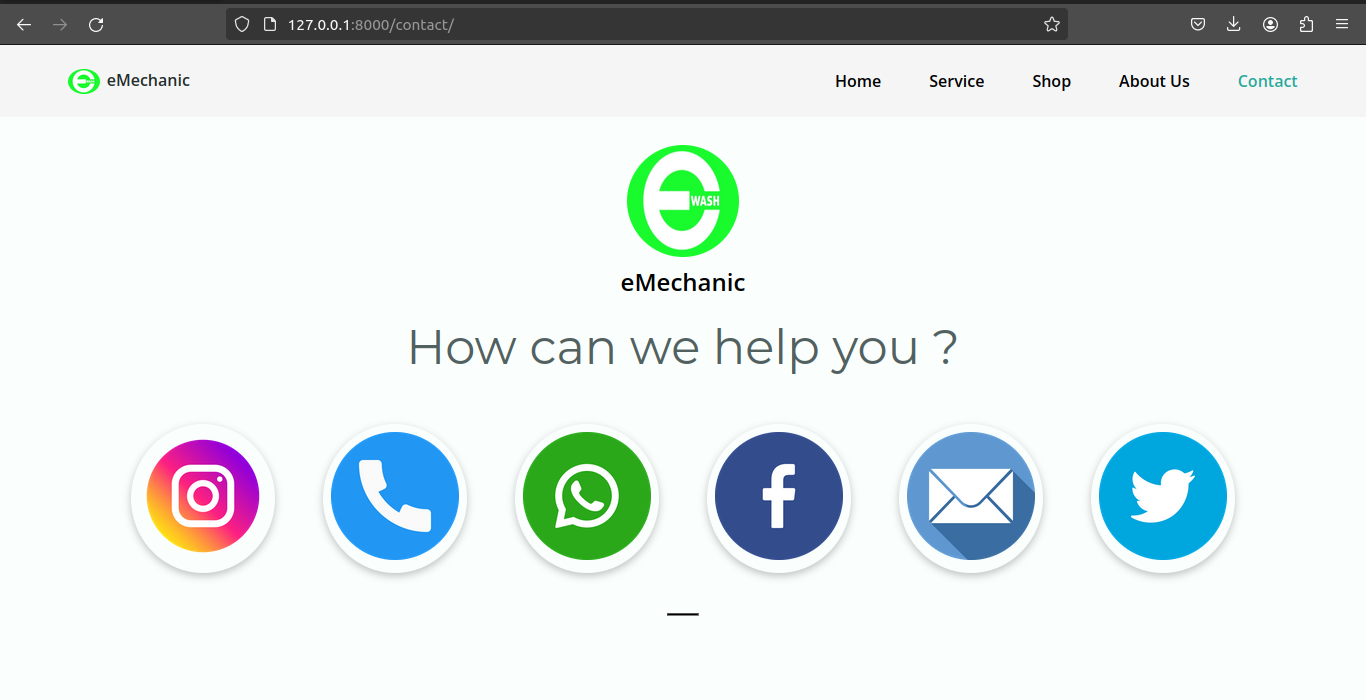 127.0.0.1:8000/contact/
eMechanic
Home Service Shop About Us Contact
WASH
eMechanic
How can we help you ?